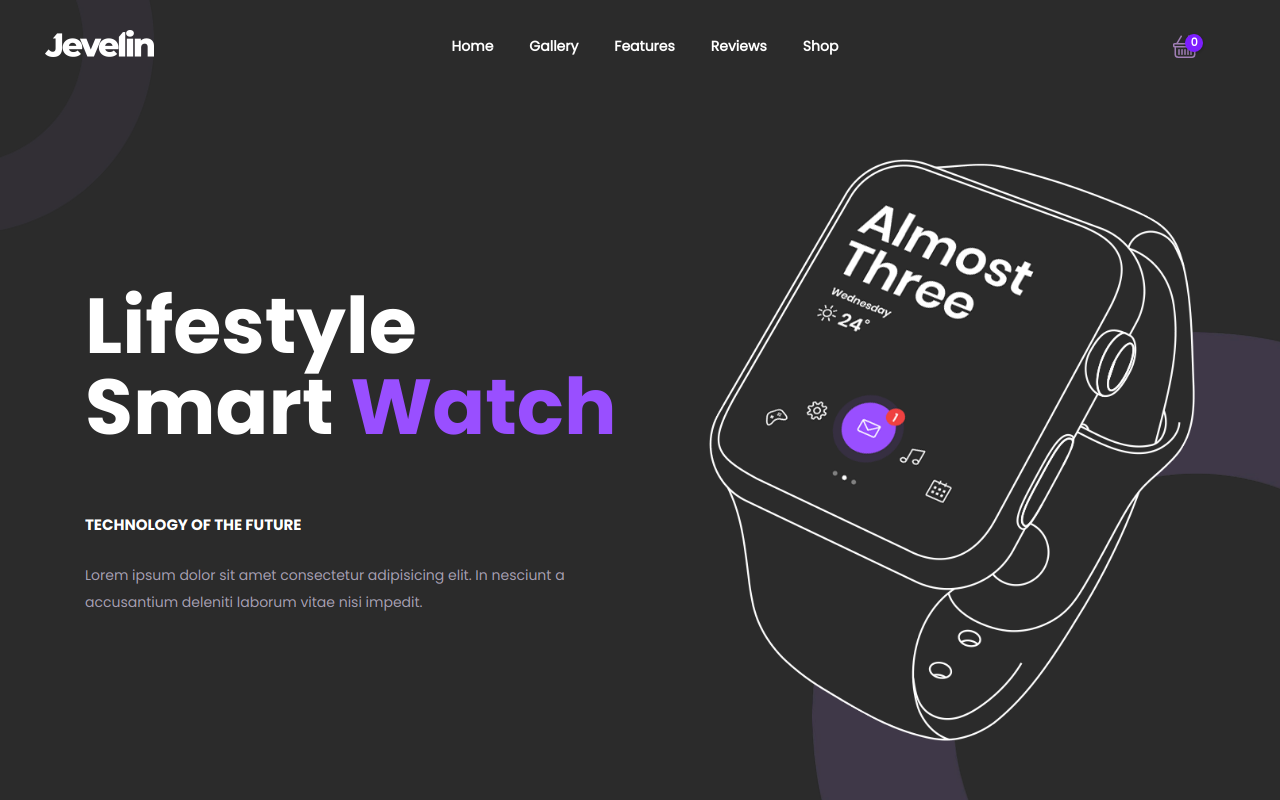 Jevelin
Home Gallery Features Reviews Shop
0
Lifestyle
Smart Watch
TECHNOLOGY OF THE FUTURE
Lorem ipsum dolor sit amet consectetur adipisicing elit. In nesciunt a
accusantium deleniti laborum vitae nisi impedit.
Almost
Three
Wednesday
24°
1